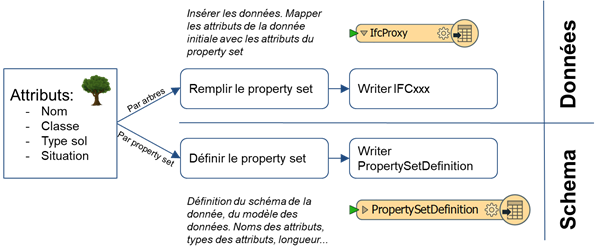 Insérer les données. Mapper
les attributs de la donnée
initiale avec les attributs du
property set
IfcProxy
Données
Attributs:
- Nom
- Classe
- Type sol
- Situation
Par arbres
Remplir le property set
Writer IFCxxx
Par property set
Définir le property set
Writer
PropertySetDefinition
Schema
Définition du schéma de la
donnée, du modèle des
données. Noms des attributs,
types des attributs, longueur...
PropertySetDefinition